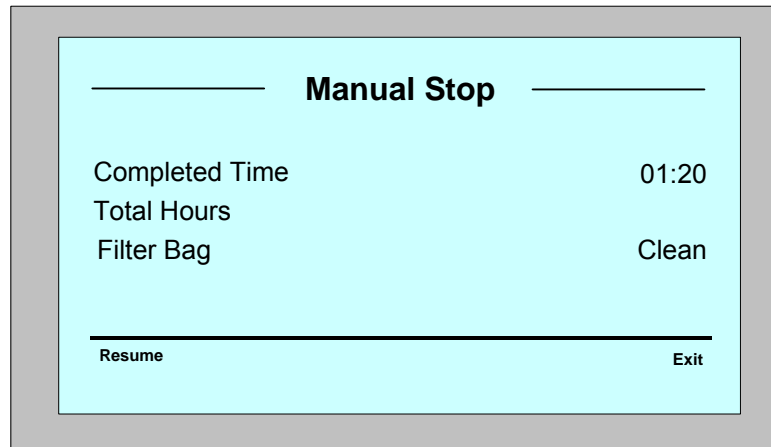 Manual Stop
Completed Time 01:20
Total Hours
Filter Bag Clean
Resume Exit